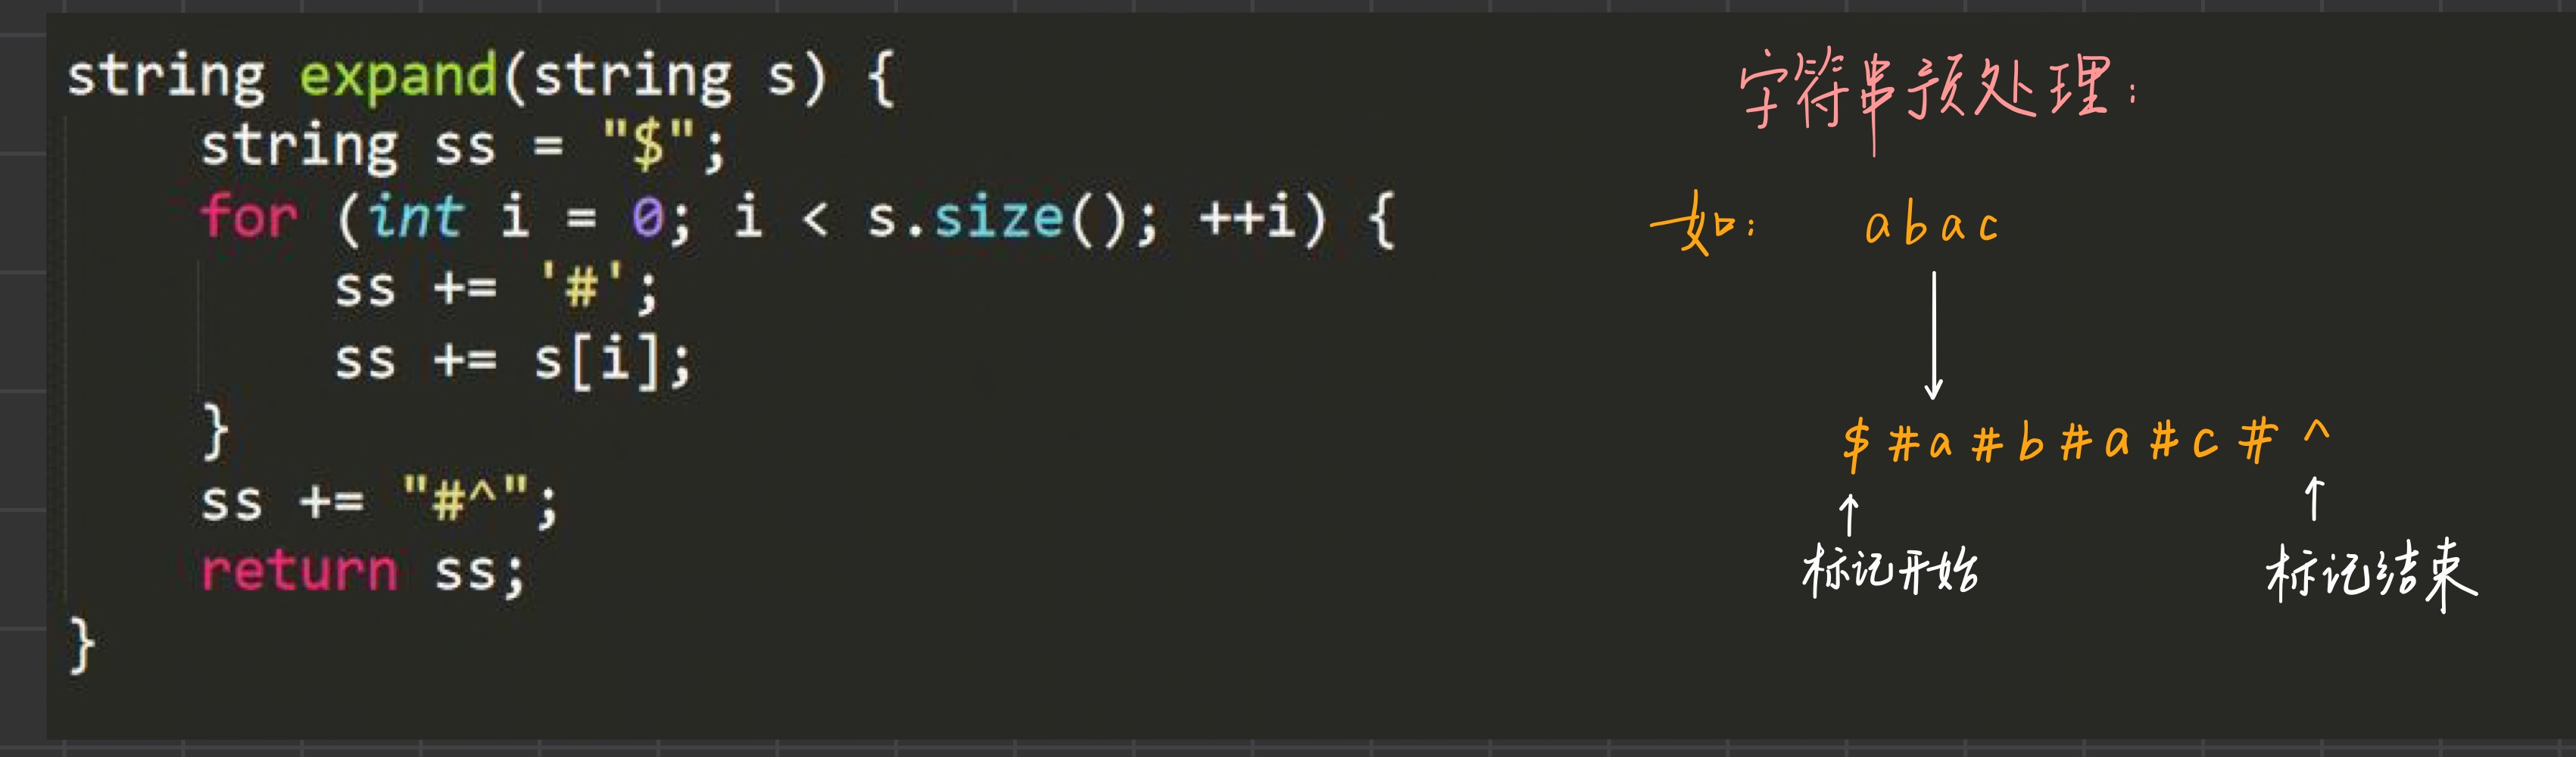 string expand(string s) {
string ss = "$";
for (int i = 0; i < s.size(); ++i) {
ss += '#';
ss += s[i];
}
ss += "#^";
return ss;
}
字符串预处理:
如: abac
$#a#b#a#c#^
标记开始
标记结束